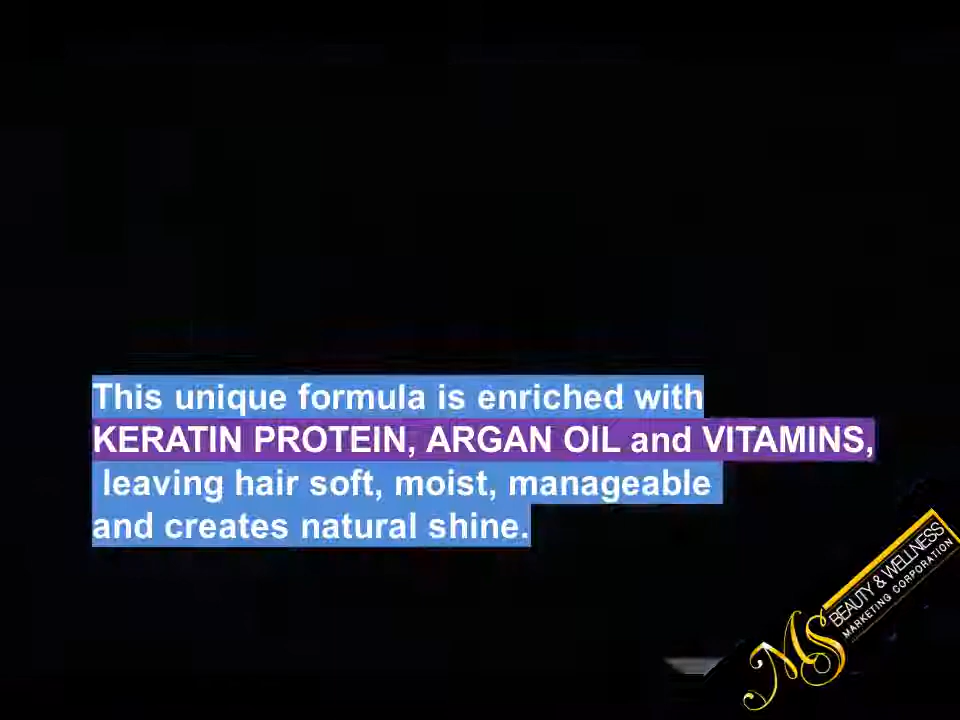 This unique formula is enriched with
KERATIN PROTEIN, ARGAN OIL and VITAMINS,
leaving hair soft, moist, manageable
and creates natural shine.
MS
BEAUTY & WELLNESS
MARKETING CORPORATION